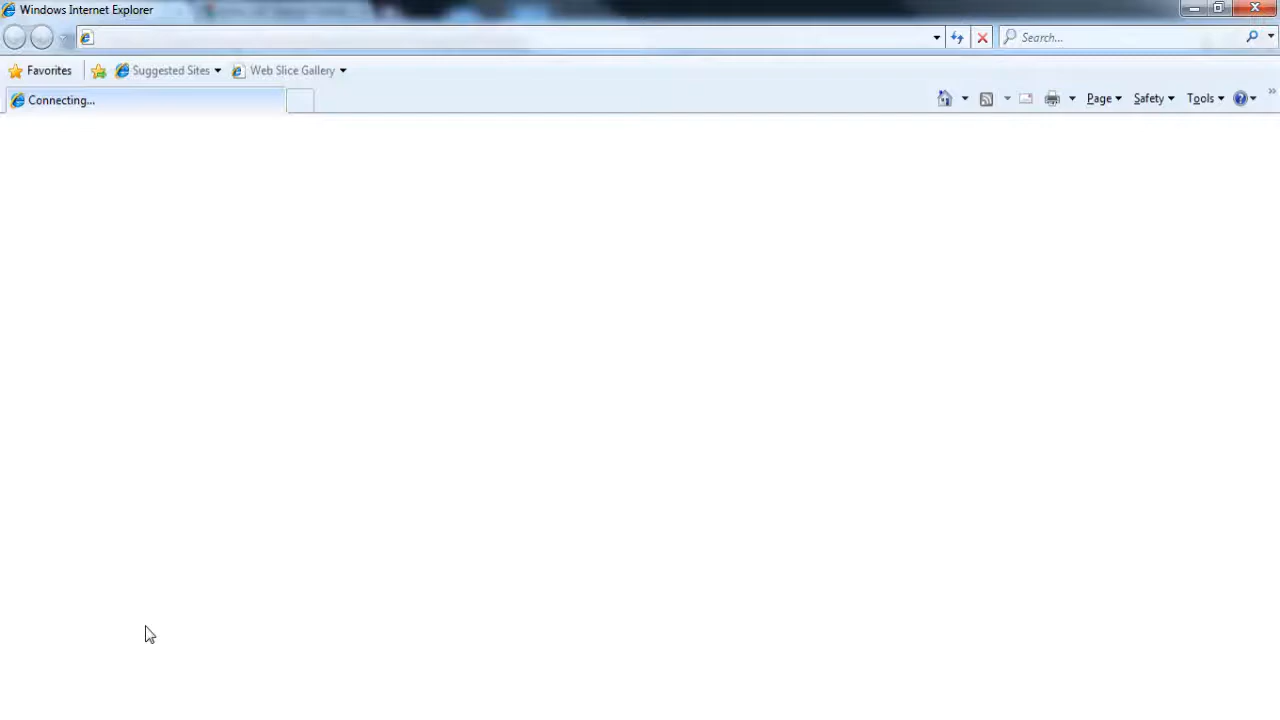 Windows Internet Explorer
Search...
Favorites Suggested Sites Web Slice Gallery
Connecting... Page Safety Tools »